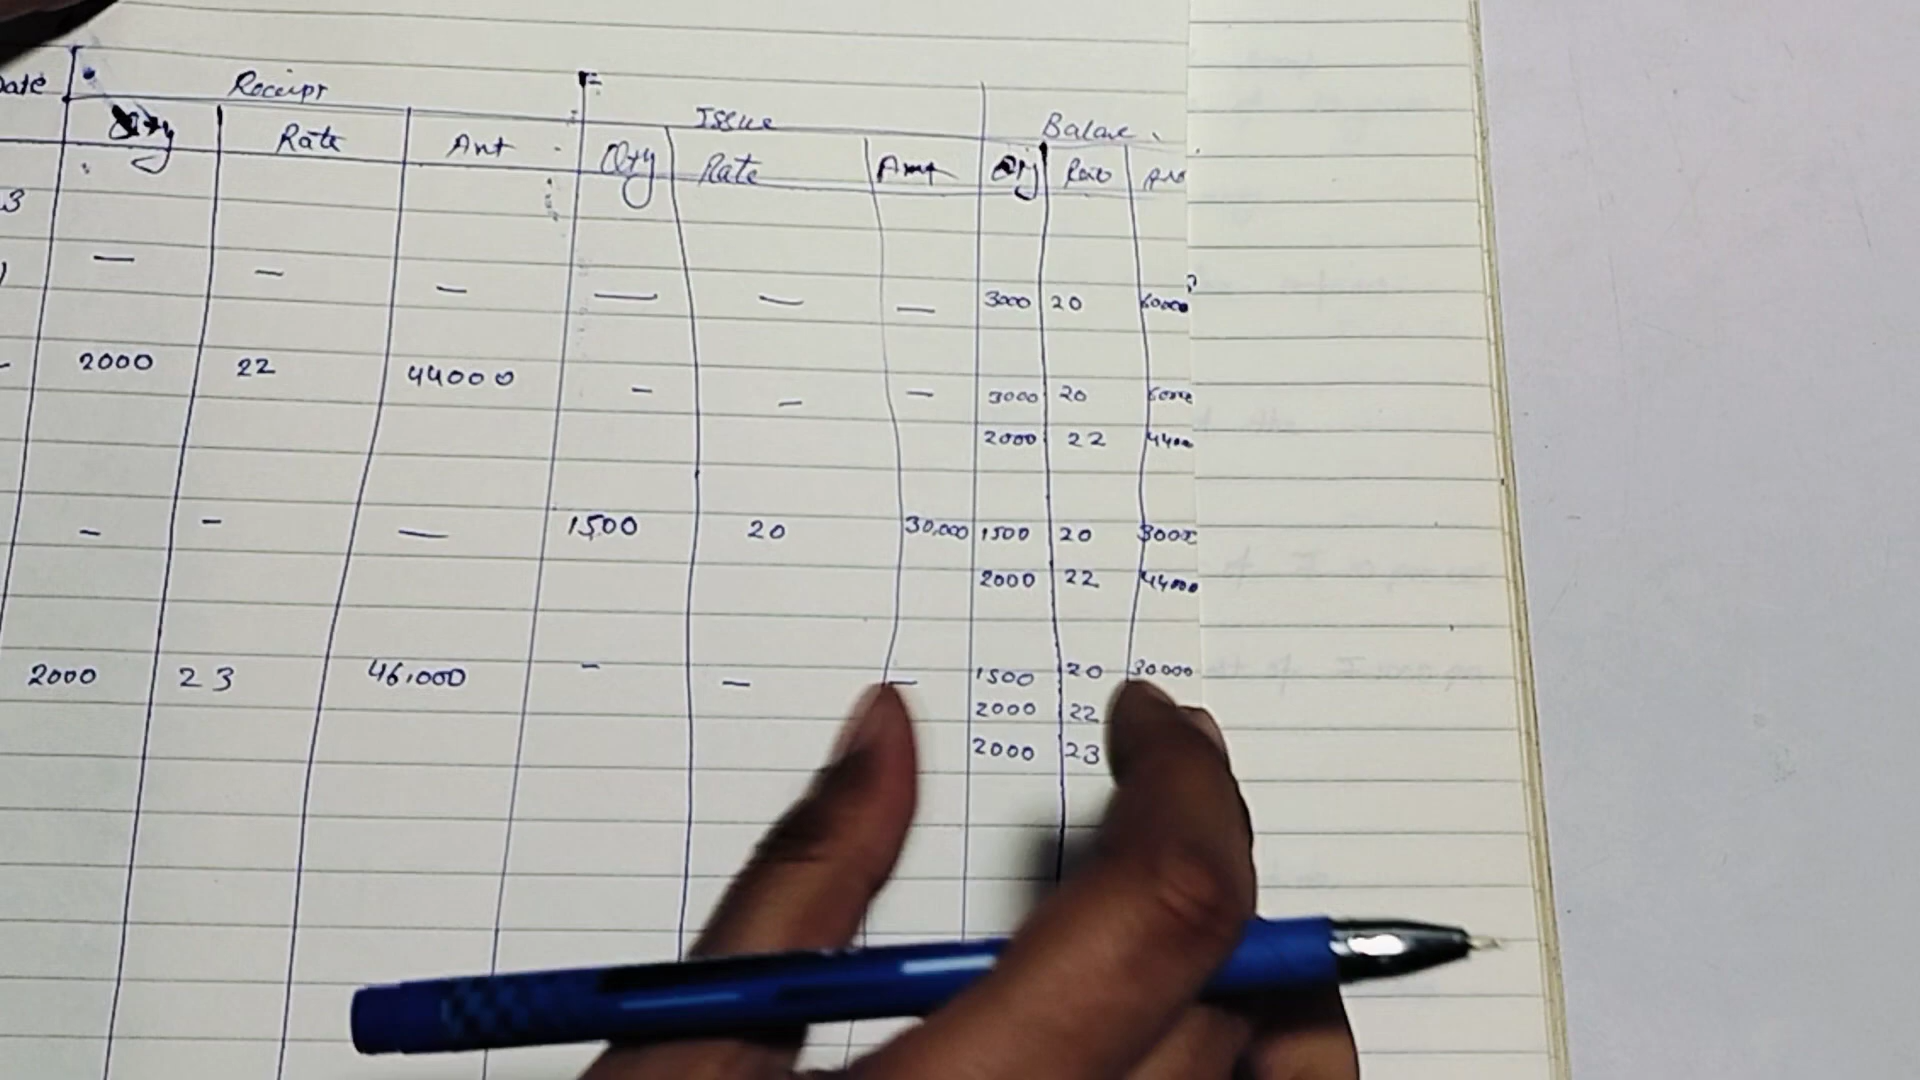 Date Receipt Issue Balance
Qty Rate Amt Qty Rate Amt Qty Rate
3
— — — — — — 3000 20 60000
2000 22 44000 — — — 3000 20
2000 22 4400
— — — 1500 20 30,000 1500 20
2000 22 44000
2000 23 46,000 — — — 1500 20 30000
2000 22
2000 23